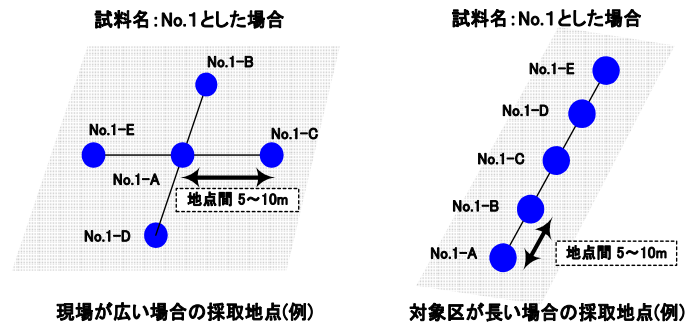 試料名：No.1とした場合
No.1-B
No.1-E
No.1-C
No.1-A
地点間 5～10m
No.1-D
現場が広い場合の採取地点(例)
試料名：No.1とした場合
No.1-E
No.1-D
No.1-C
No.1-B
No.1-A
地点間 5～10m
対象区が長い場合の採取地点(例)